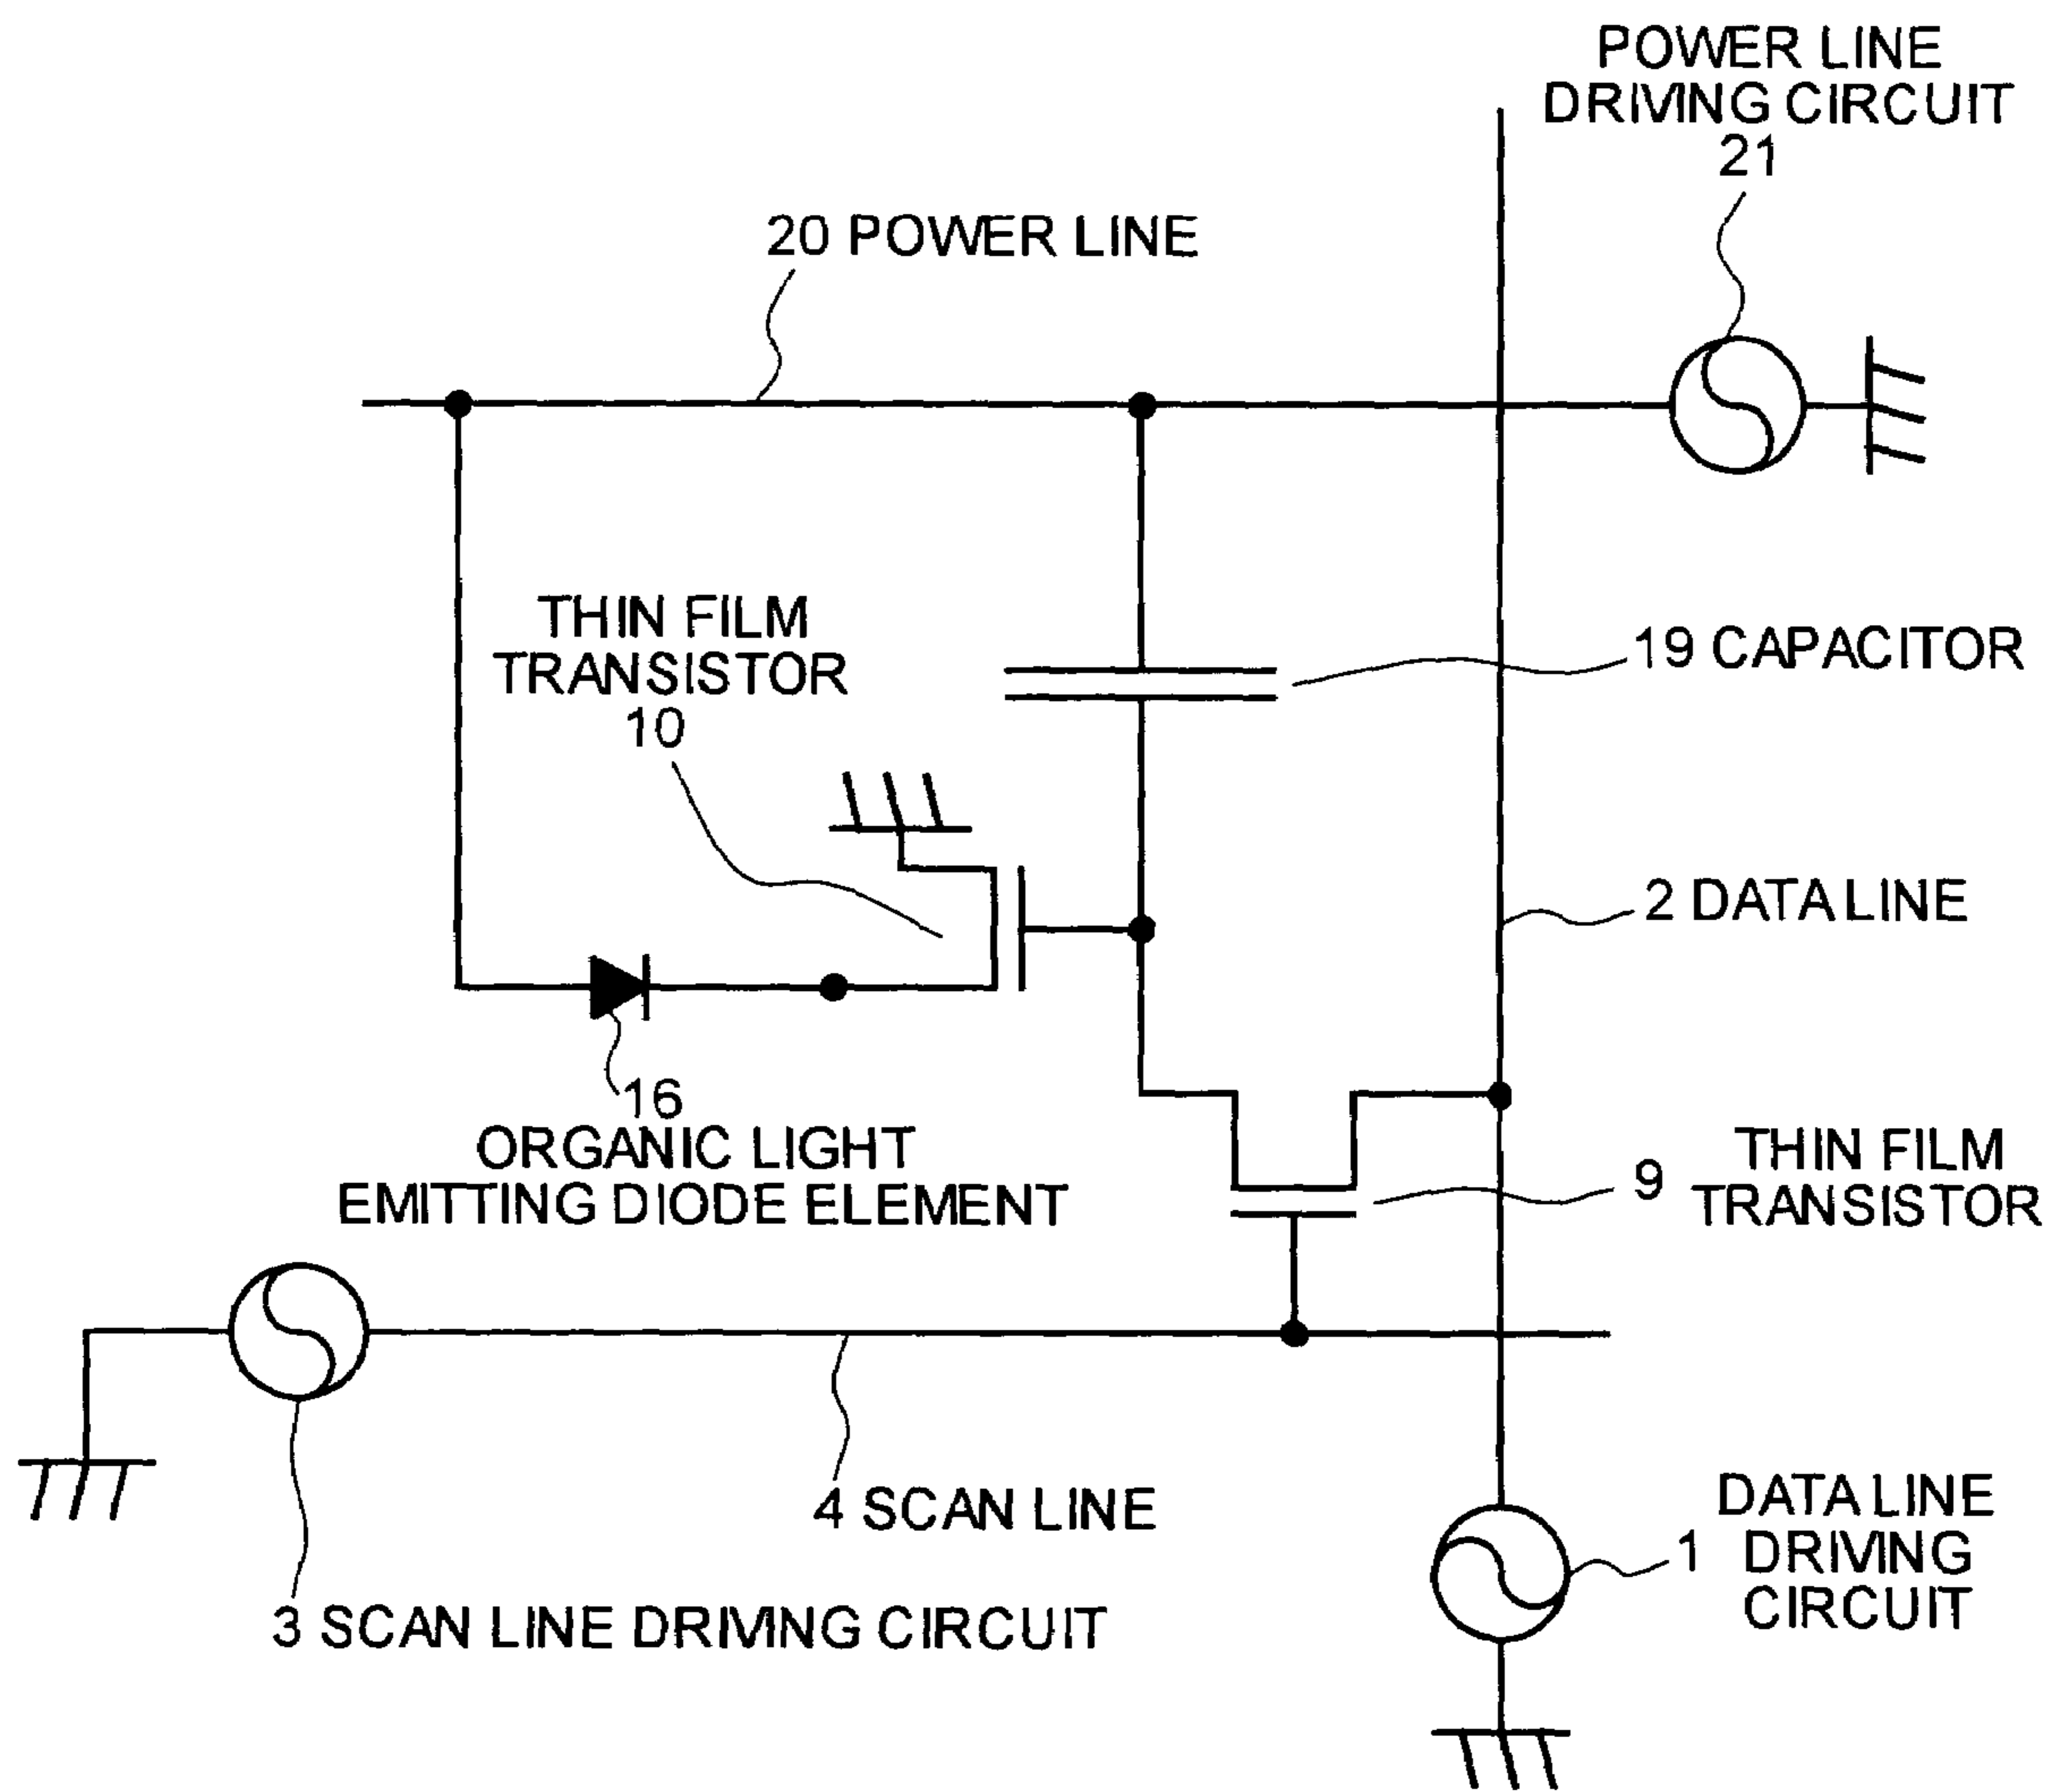 POWER LINE
DRIVING CIRCUIT
21
20 POWER LINE
THIN FILM
TRANSISTOR
10
19 CAPACITOR
2 DATA LINE
16
ORGANIC LIGHT
EMITTING DIODE ELEMENT
9 THIN FILM
TRANSISTOR
4 SCAN LINE
DATA LINE
1 DRIVING
CIRCUIT
3 SCAN LINE DRIVING CIRCUIT